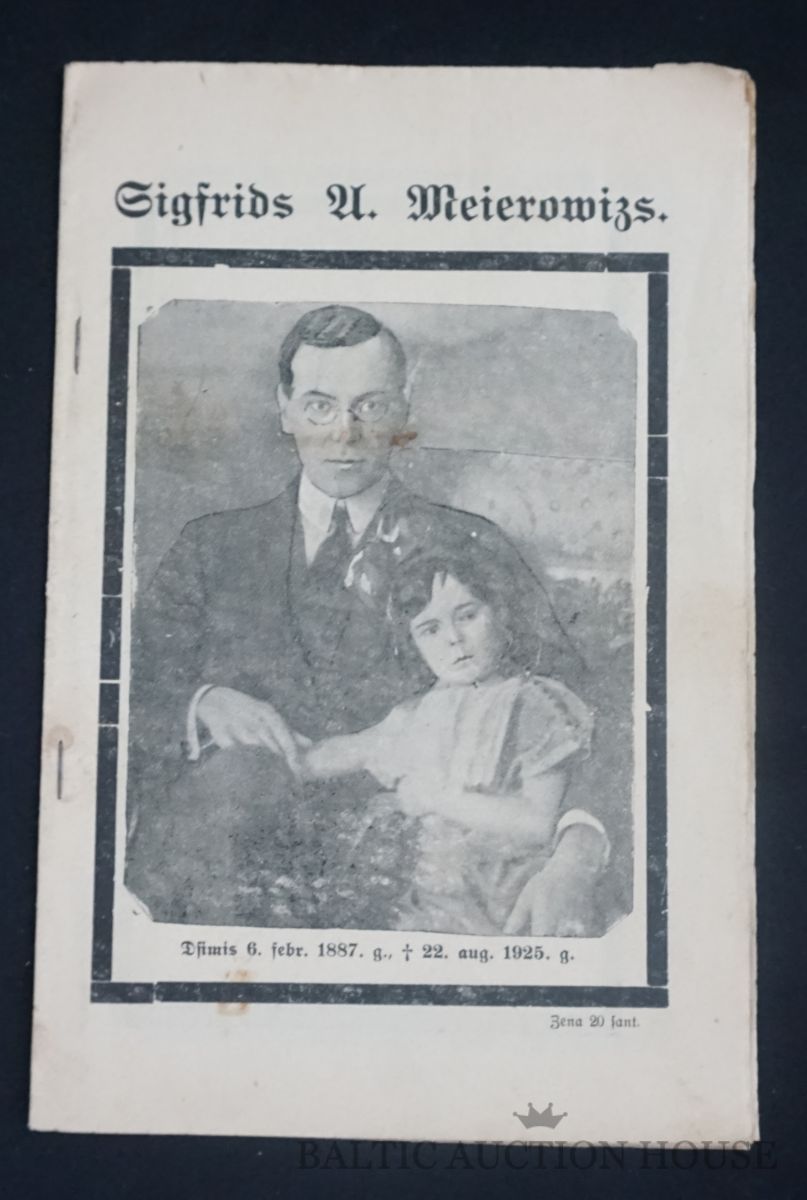 Sigfrids A. Meierowizs.
Dſimis 6. febr. 1887. g., † 22. aug. 1925. g.
Zena 20 ſant.
BALTIC AUCTION HOUSE